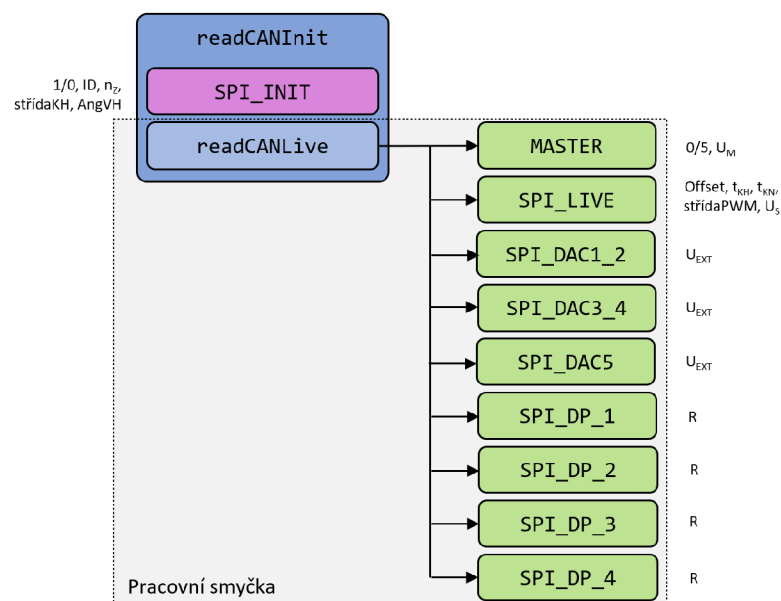 readCANInit
1/0, ID, nZ,
střídaKH, AngVH
SPI_INIT
readCANLive
MASTER
0/5, UM
SPI_LIVE
Offset, tKH, tKN,
střídaPWM, US
SPI_DAC1_2
UEXT
SPI_DAC3_4
UEXT
SPI_DAC5
UEXT
SPI_DP_1
R
SPI_DP_2
R
SPI_DP_3
R
SPI_DP_4
R
Pracovní smyčka